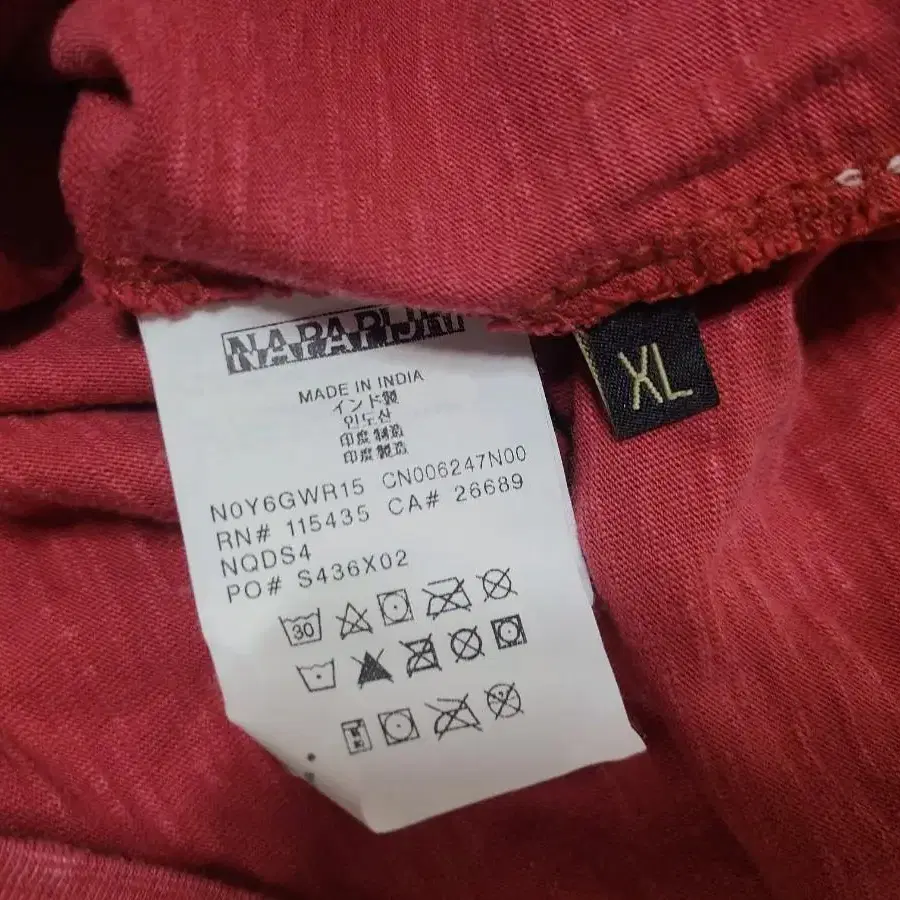 NAPAPIJRI
XL
MADE IN INDIA
インド製
인도산
印度 制造
印度 製造
N0Y6GWR15 CN006247N00
RN# 115435 CA# 26689
NQDS4
PO# S436X02
30